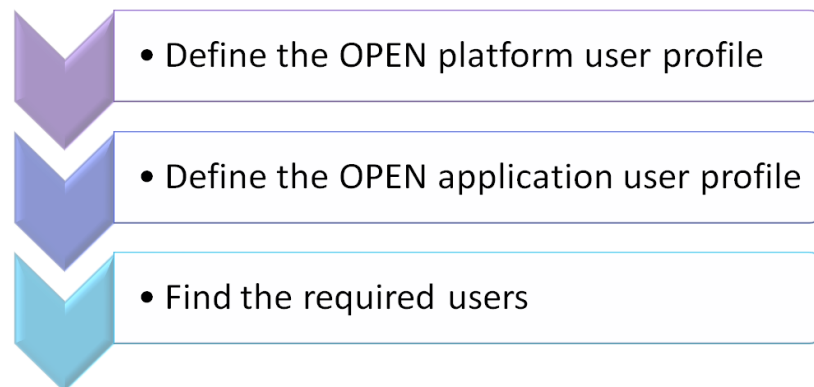 • Define the OPEN platform user profile
• Define the OPEN application user profile
• Find the required users